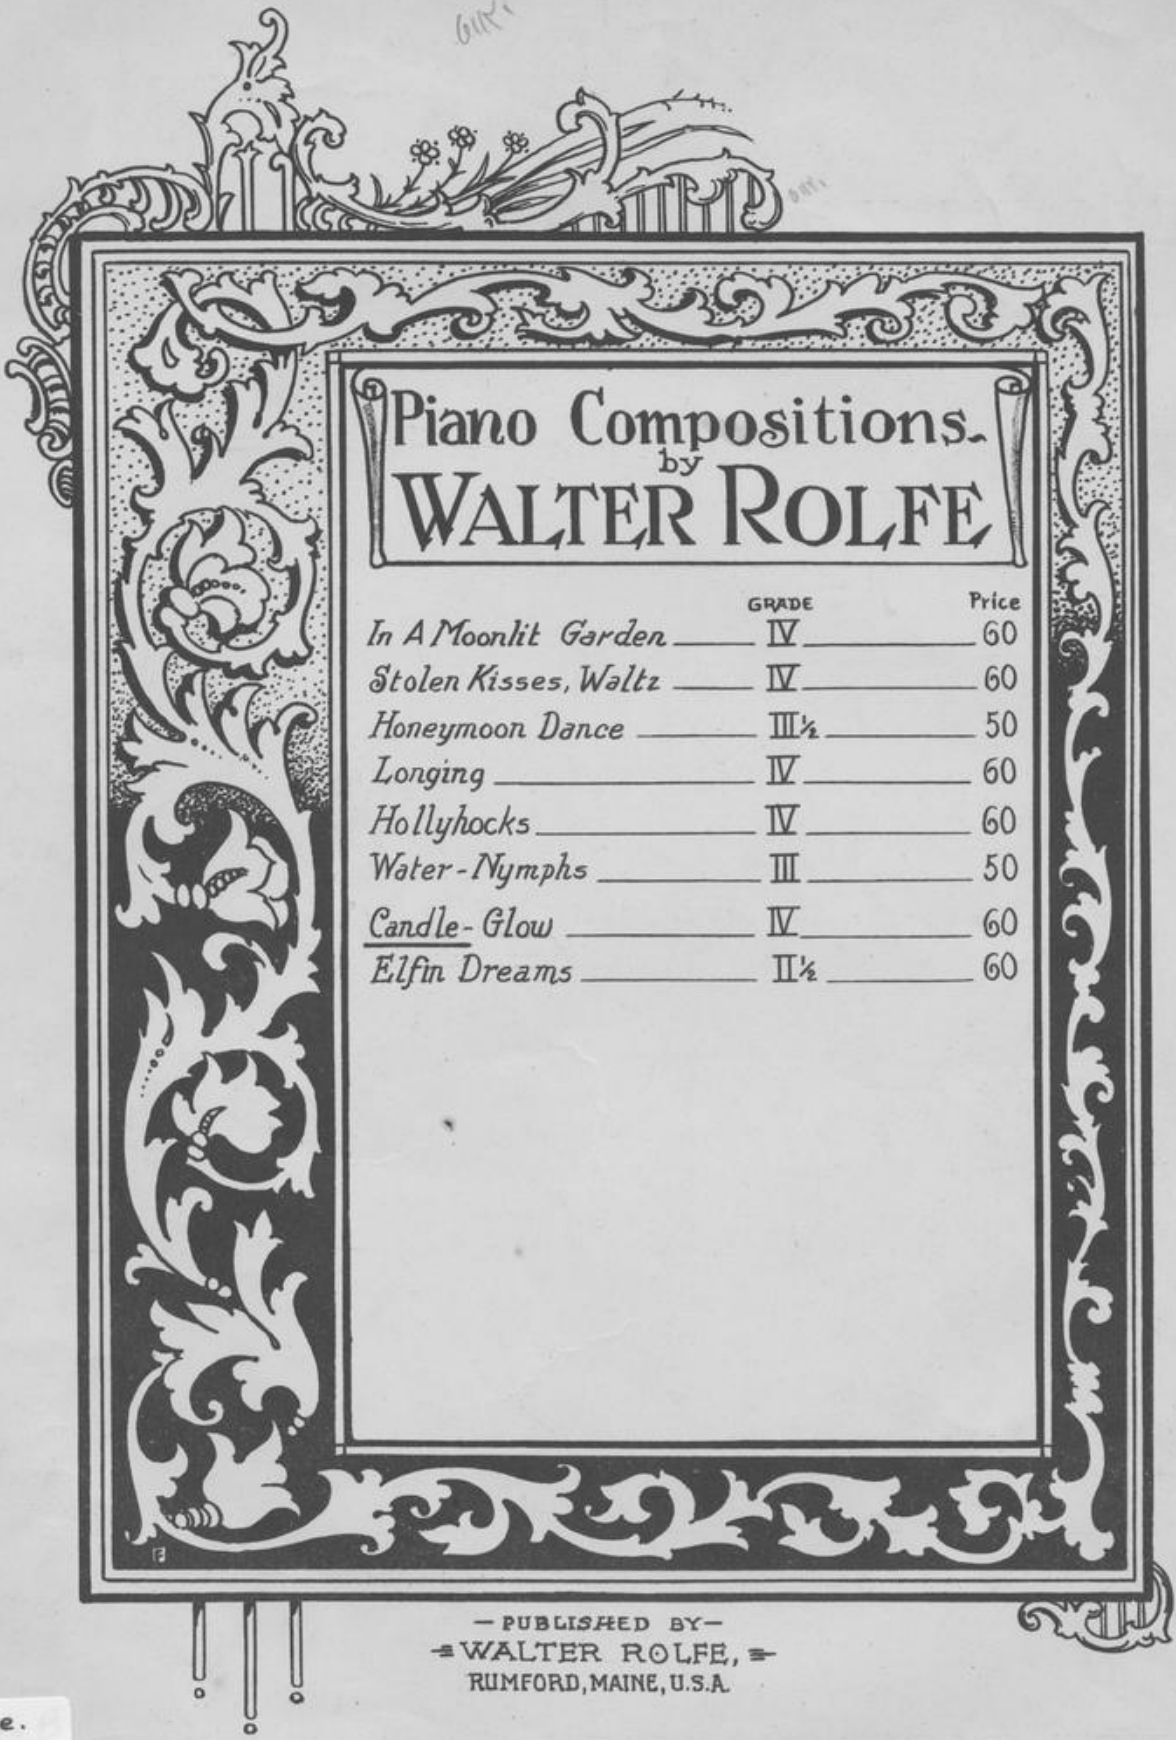 Piano Compositions
by
WALTER ROLFE
GRADE Price
In A Moonlit Garden IV 60
Stolen Kisses, Waltz IV 60
Honeymoon Dance III½ 50
Longing IV 60
Hollyhocks IV 60
Water-Nymphs III 50
Candle-Glow IV 60
Elfin Dreams II½ 60
F
—PUBLISHED BY—
WALTER ROLFE,
RUMFORD, MAINE, U.S.A.
e.